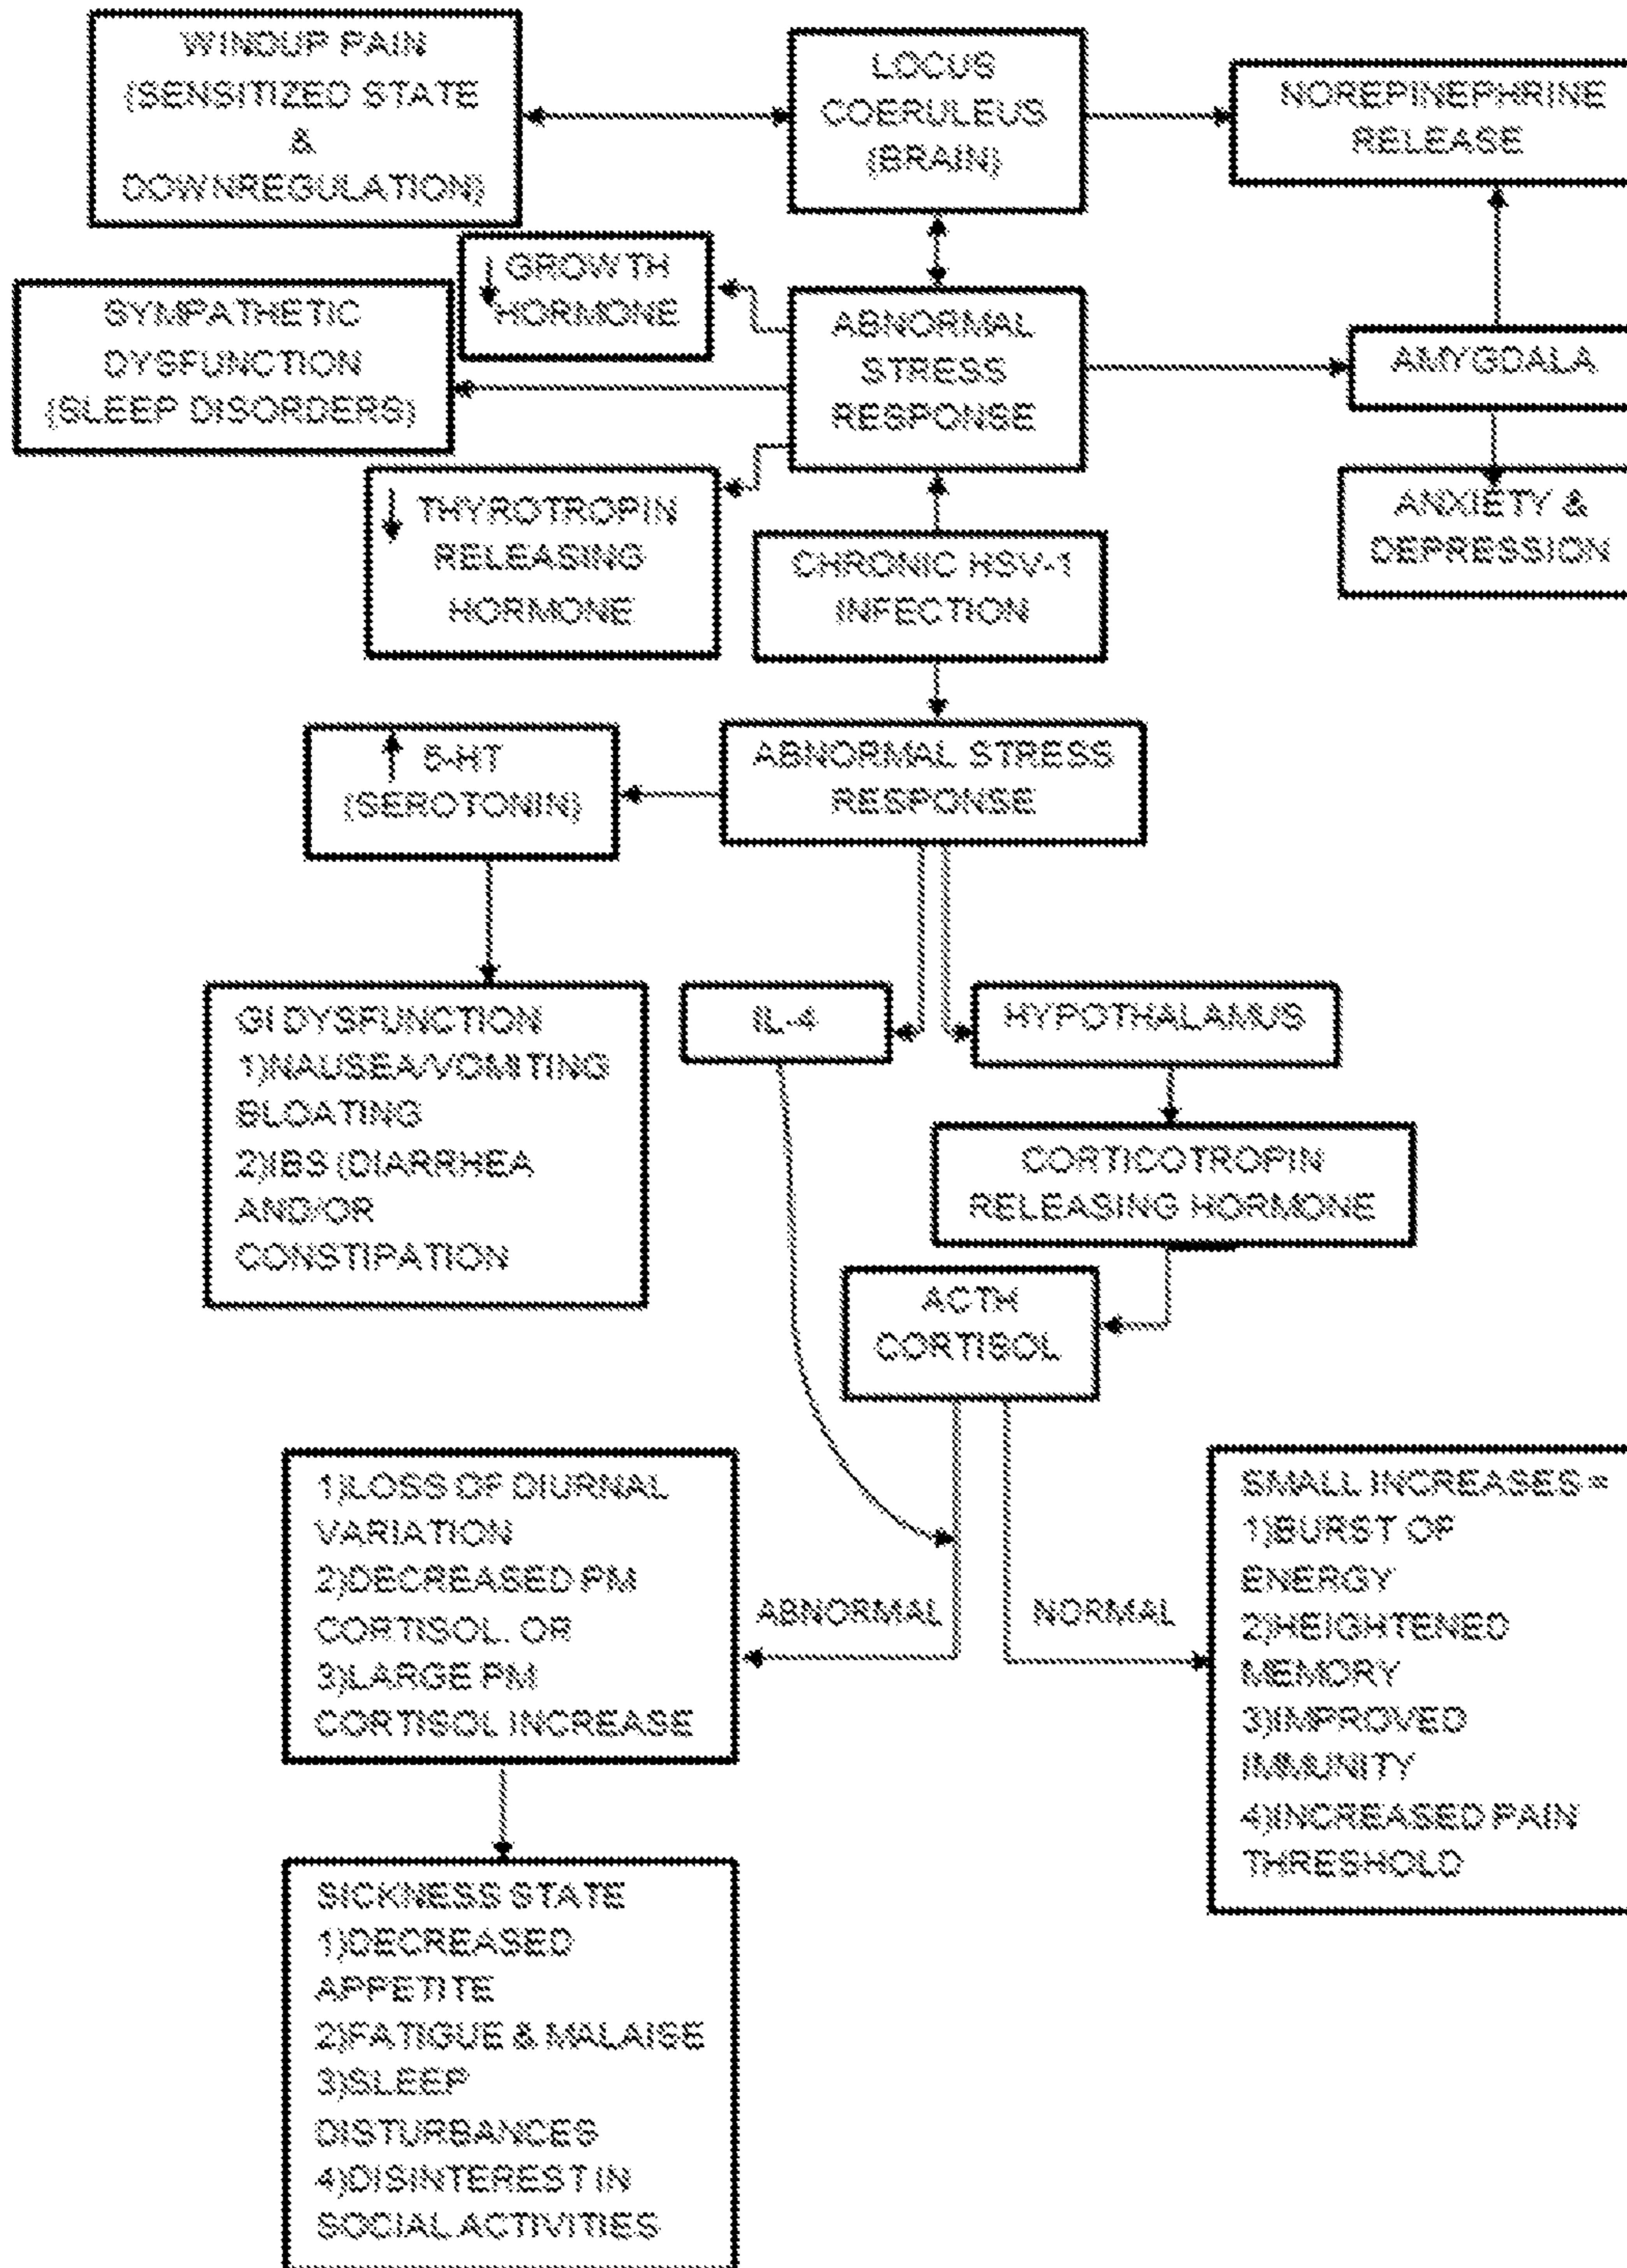 WINDUP PAIN
(SENSITIZED STATE
&
DOWNREGULATION)
LOCUS
COERULEUS
(BRAIN)
NOREPINEPHRINE
RELEASE
GROWTH
HORMONE
SYMPATHETIC
DYSFUNCTION
(SLEEP DISORDERS)
ABNORMAL
STRESS
RESPONSE
AMYGDALA
THYROTROPIN
RELEASING
HORMONE
CHRONIC HSV-1
INFECTION
ANXIETY &
DEPRESSION
5-HT
(SEROTONIN)
ABNORMAL STRESS
RESPONSE
GI DYSFUNCTION
1)NAUSEA/VOMITING
BLOATING
2)IBS (DIARRHEA
AND/OR
CONSTIPATION
IL-4
HYPOTHALAMUS
CORTICOTROPIN
RELEASING HORMONE
ACTH
CORTISOL
1)LOSS OF DIURNAL
VARIATION
2)DECREASED PM
CORTISOL. OR
3)LARGE PM
CORTISOL INCREASE
ABNORMAL
NORMAL
SMALL INCREASES =
1)BURST OF
ENERGY
2)HEIGHTENED
MEMORY
3)IMPROVED
IMMUNITY
4)INCREASED PAIN
THRESHOLD
SICKNESS STATE
1)DECREASED
APPETITE
2)FATIGUE & MALAISE
3)SLEEP
DISTURBANCES
4)DISINTEREST IN
SOCIAL ACTIVITIES